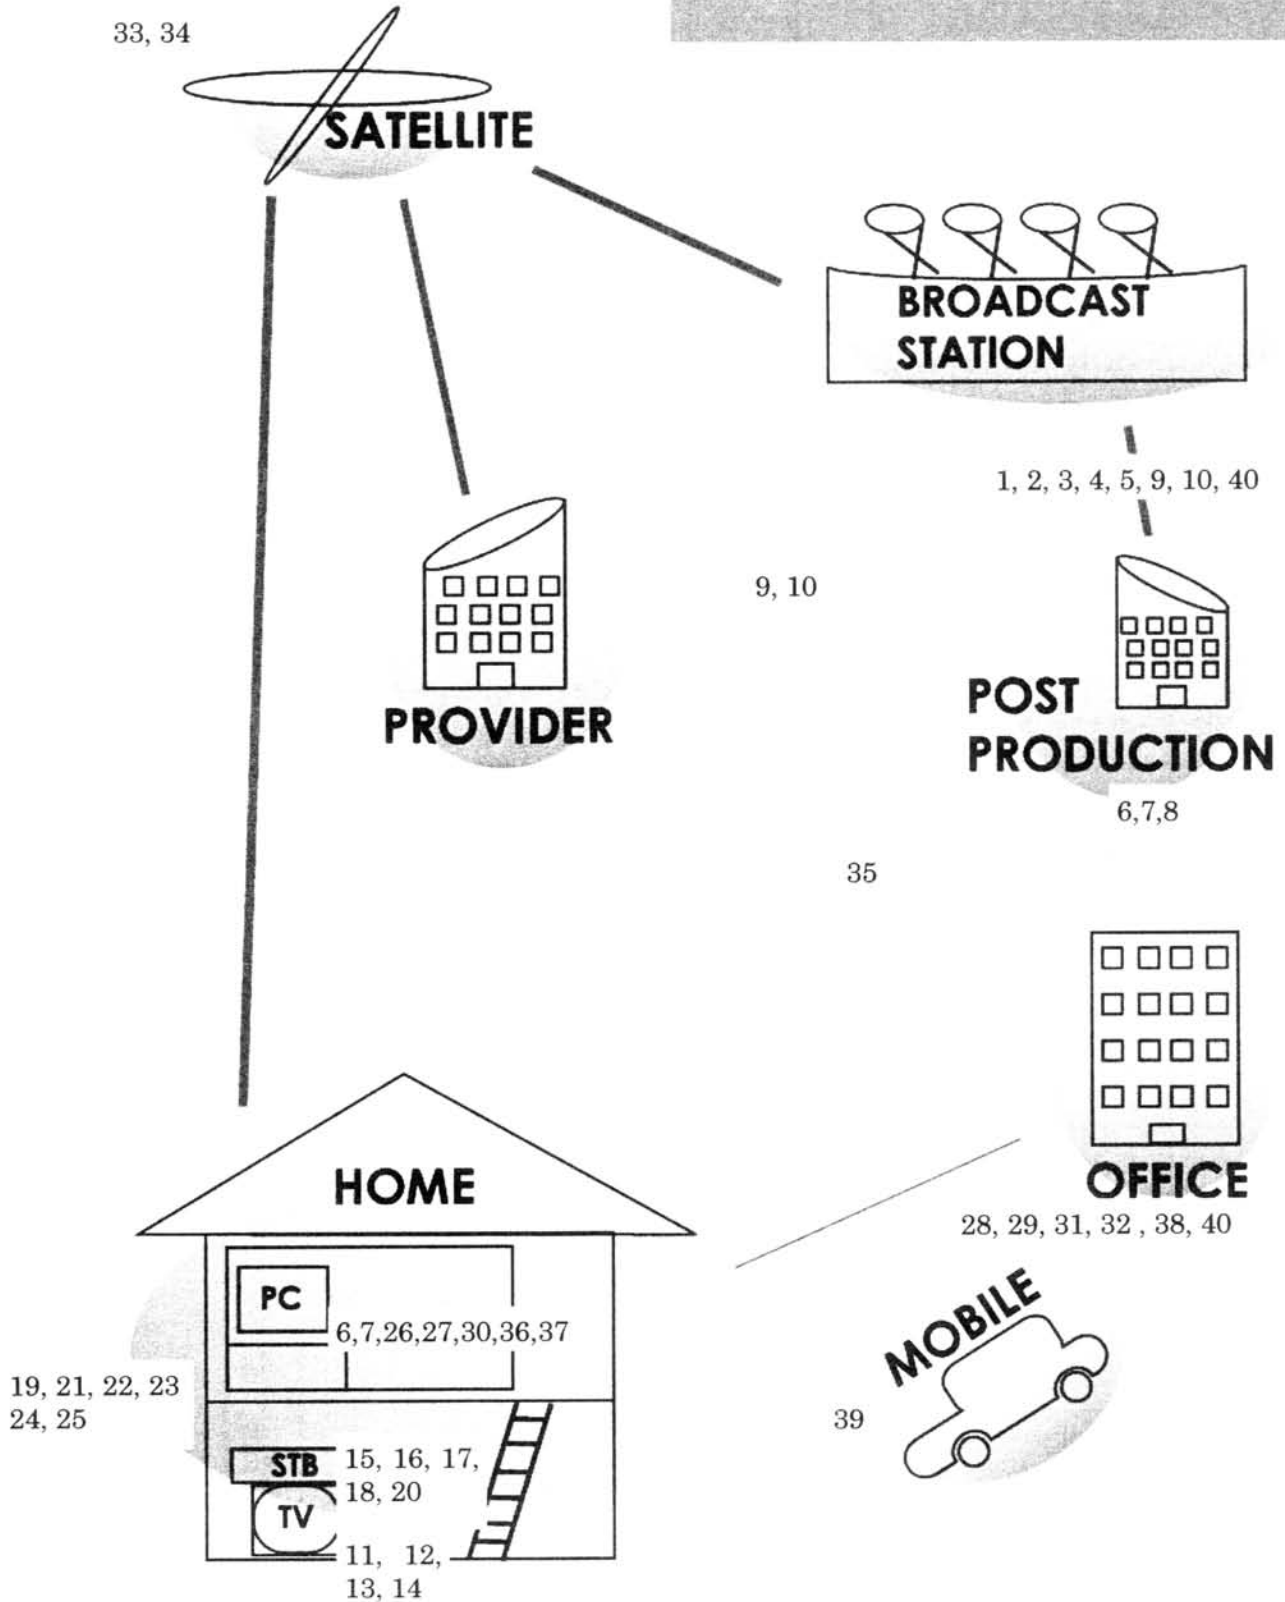 33, 34
SATELLITE
BROADCAST
STATION
1, 2, 3, 4, 5, 9, 10, 40
9, 10
PROVIDER
POST
PRODUCTION
6,7,8
35
OFFICE
28, 29, 31, 32 , 38, 40
HOME
PC
6,7,26,27,30,36,37
MOBILE
39
19, 21, 22, 23
24, 25
STB
15, 16, 17,
18, 20
TV
11, 12,
13, 14